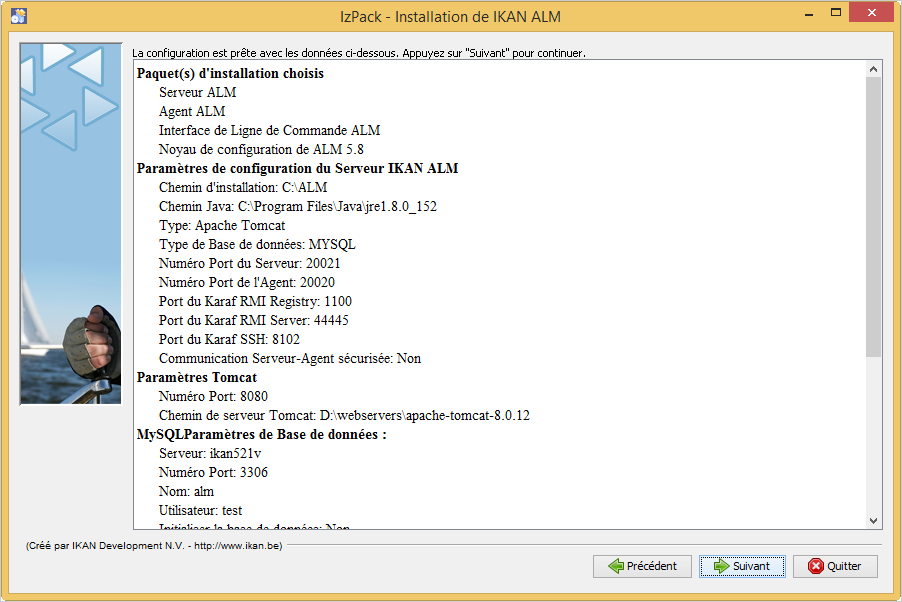 IzPack - Installation de IKAN ALM
La configuration est prête avec les données ci-dessous. Appuyez sur "Suivant" pour continuer.
Paquet(s) d'installation choisis
Serveur ALM
Agent ALM
Interface de Ligne de Commande ALM
Noyau de configuration de ALM 5.8
Paramètres de configuration du Serveur IKAN ALM
Chemin d'installation: C:\ALM
Chemin Java: C:\Program Files\Java\jre1.8.0_152
Type: Apache Tomcat
Type de Base de données: MYSQL
Numéro Port du Serveur: 20021
Numéro Port de l'Agent: 20020
Port du Karaf RMI Registry: 1100
Port du Karaf RMI Server: 44445
Port du Karaf SSH: 8102
Communication Serveur-Agent sécurisée: Non
Paramètres Tomcat
Numéro Port: 8080
Chemin de serveur Tomcat: D:\webservers\apache-tomcat-8.0.12
MySQLParamètres de Base de données :
Serveur: ikan521v
Numéro Port: 3306
Nom: alm
Utilisateur: test
Initialiser la base de données: Non
(Créé par IKAN Development N.V. - http://www.ikan.be)
Précédent
Suivant
Quitter